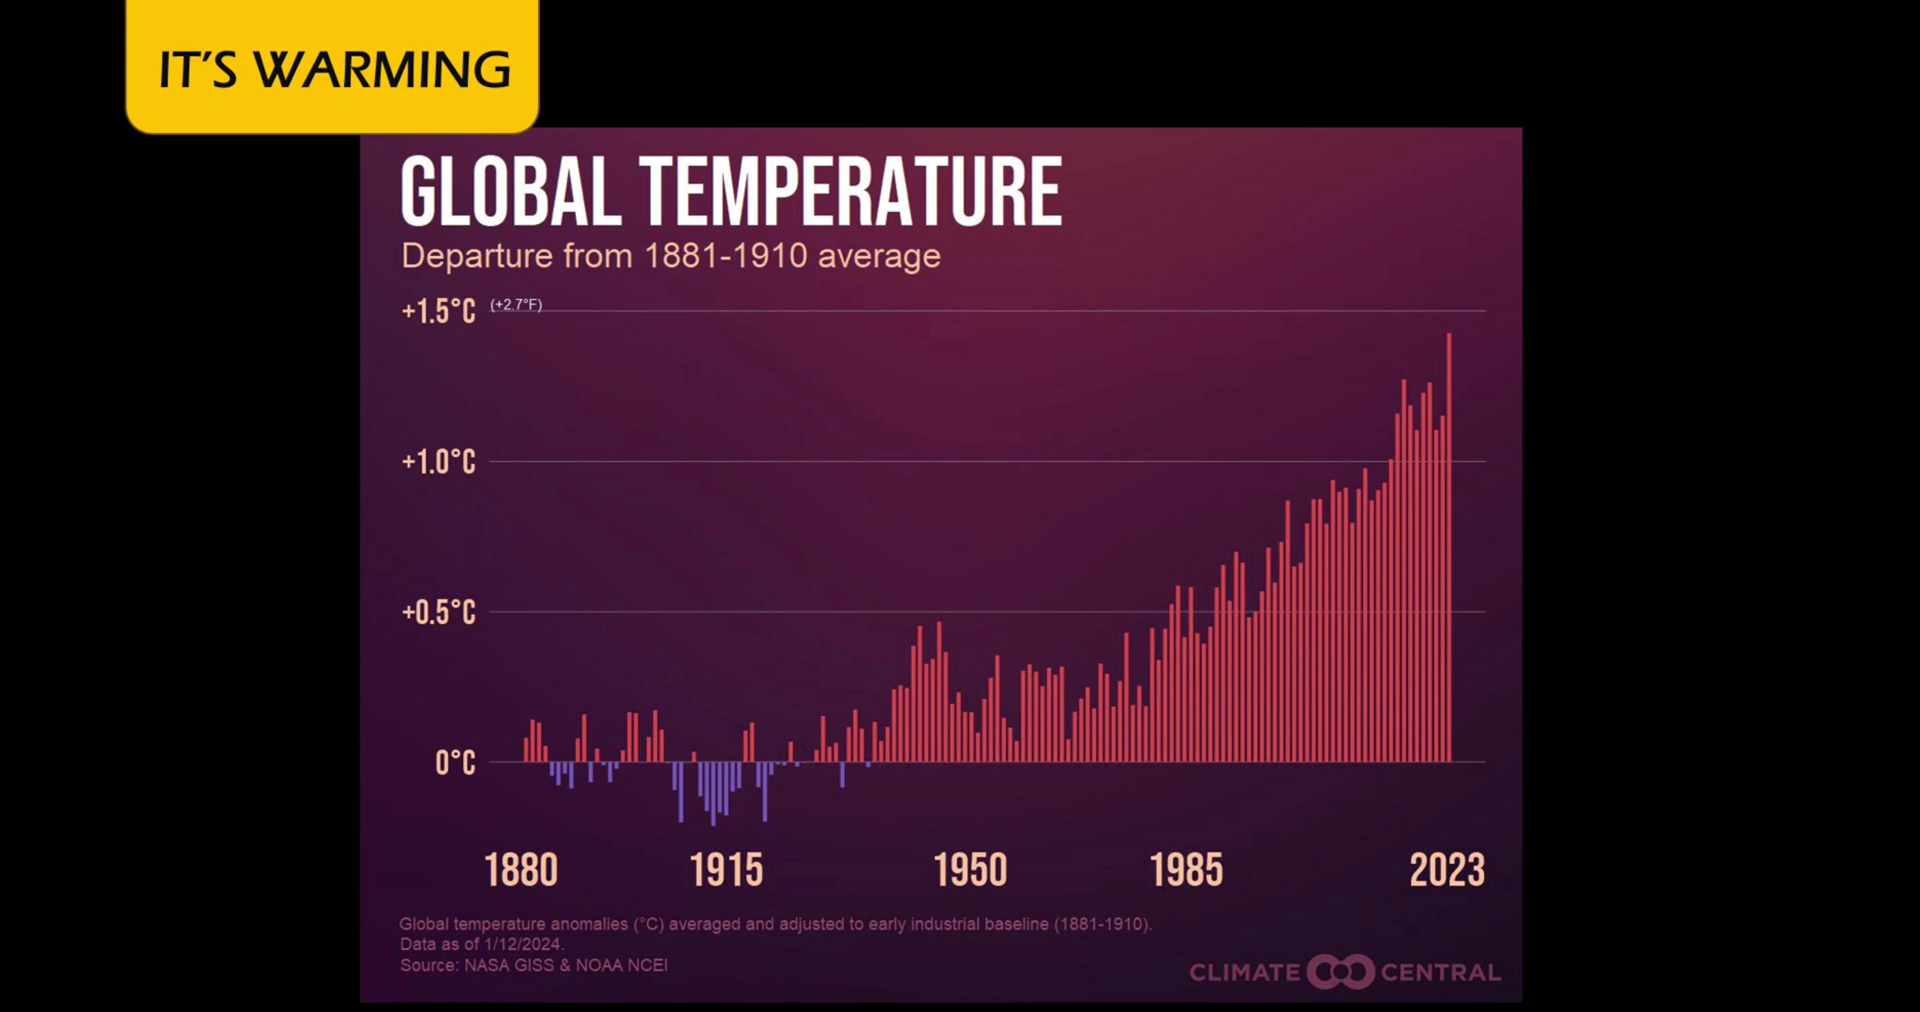 IT'S WARMING
GLOBAL TEMPERATURE
Departure from 1881-1910 average
+1.5°C (+2.7°F)
+1.0°C
+0.5°C
0°C
1880 1915 1950 1985 2023
Global temperature anomalies (°C) averaged and adjusted to early industrial baseline (1881-1910).
Data as of 1/12/2024.
Source: NASA GISS & NOAA NCEI
CLIMATE CENTRAL